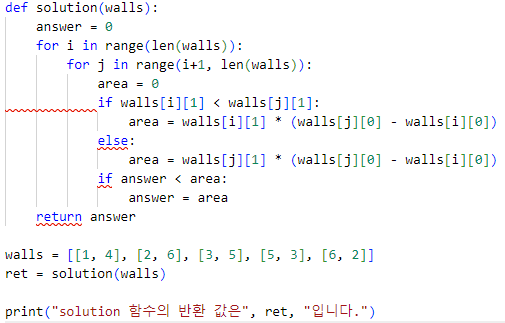 def solution(walls):
    answer = 0
    for i in range(len(walls)):
        for j in range(i+1, len(walls)):
            area = 0
            if walls[i][1] < walls[j][1]:
                area = walls[i][1] * (walls[j][0] - walls[i][0])
            else:
                area = walls[j][1] * (walls[j][0] - walls[i][0])
            if answer < area:
                answer = area
    return answer

walls = [[1, 4], [2, 6], [3, 5], [5, 3], [6, 2]]
ret = solution(walls)

print("solution 함수의 반환 값은", ret, "입니다.")